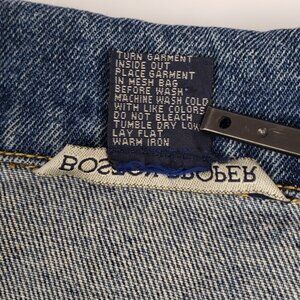 TURN GARMENT
INSIDE OUT
PLACE GARMENT
IN MESH BAG
BEFORE WASH
MACHINE WASH COLD
WITH LIKE COLORS
DO NOT BLEACH
TUMBLE DRY LOW
LAY FLAT
WARM IRON
BOSTON PROPER